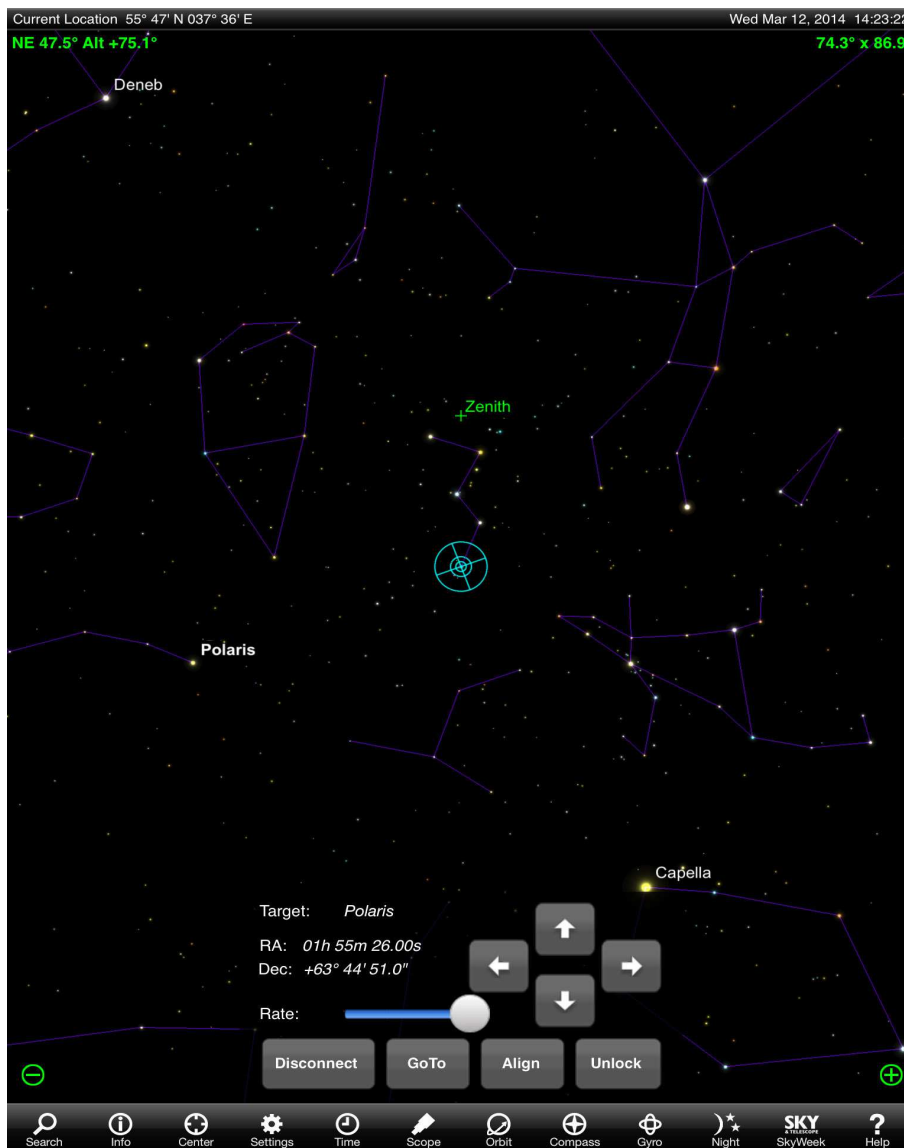 Current Location 55° 47' N 037° 36' E
Wed Mar 12, 2014 14:23:22
NE 47.5° Alt +75.1°
74.3° x 86.9
Deneb
Zenith
Polaris
Capella
Target: Polaris
RA: 01h 55m 26.00s
Dec: +63° 44' 51.0"
Rate:
Disconnect GoTo Align Unlock
Search Info Center Settings Time Scope Orbit Compass Gyro Night SKY & TELESCOPE SkyWeek Help